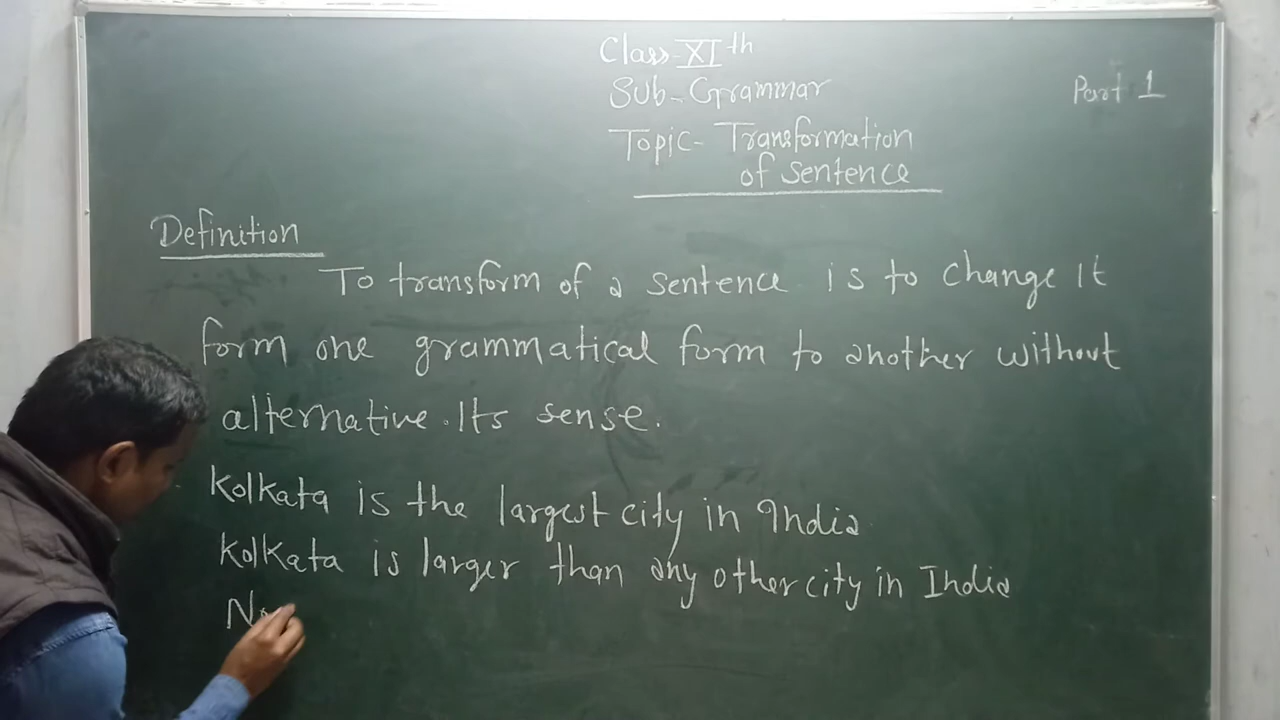 Class-XIth
Sub-Grammar
Part 1
Topic- Transformation
of Sentence
Definition
To transform of a sentence is to change It
form one grammatical form to another without
alternative. Its sense.
Kolkata is the largest city in India
Kolkata is larger than any other city in India
No